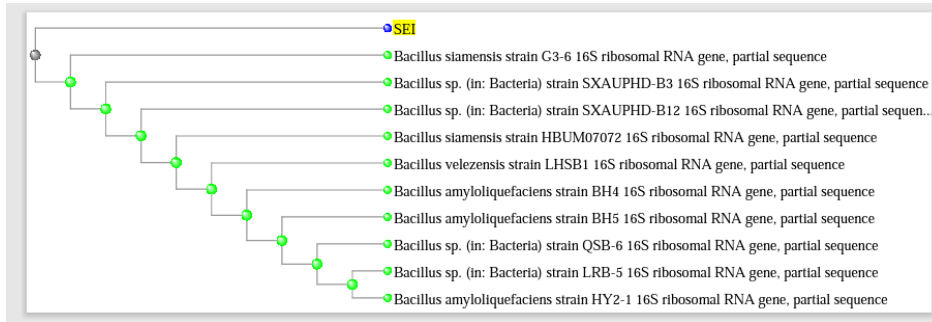 SEI
Bacillus siamensis strain G3-6 16S ribosomal RNA gene, partial sequence
Bacillus sp. (in: Bacteria) strain SXAUPHD-B3 16S ribosomal RNA gene, partial sequence
Bacillus sp. (in: Bacteria) strain SXAUPHD-B12 16S ribosomal RNA gene, partial sequen...
Bacillus siamensis strain HBUM07072 16S ribosomal RNA gene, partial sequence
Bacillus velezensis strain LHSB1 16S ribosomal RNA gene, partial sequence
Bacillus amyloliquefaciens strain BH4 16S ribosomal RNA gene, partial sequence
Bacillus amyloliquefaciens strain BH5 16S ribosomal RNA gene, partial sequence
Bacillus sp. (in: Bacteria) strain QSB-6 16S ribosomal RNA gene, partial sequence
Bacillus sp. (in: Bacteria) strain LRB-5 16S ribosomal RNA gene, partial sequence
Bacillus amyloliquefaciens strain HY2-1 16S ribosomal RNA gene, partial sequence